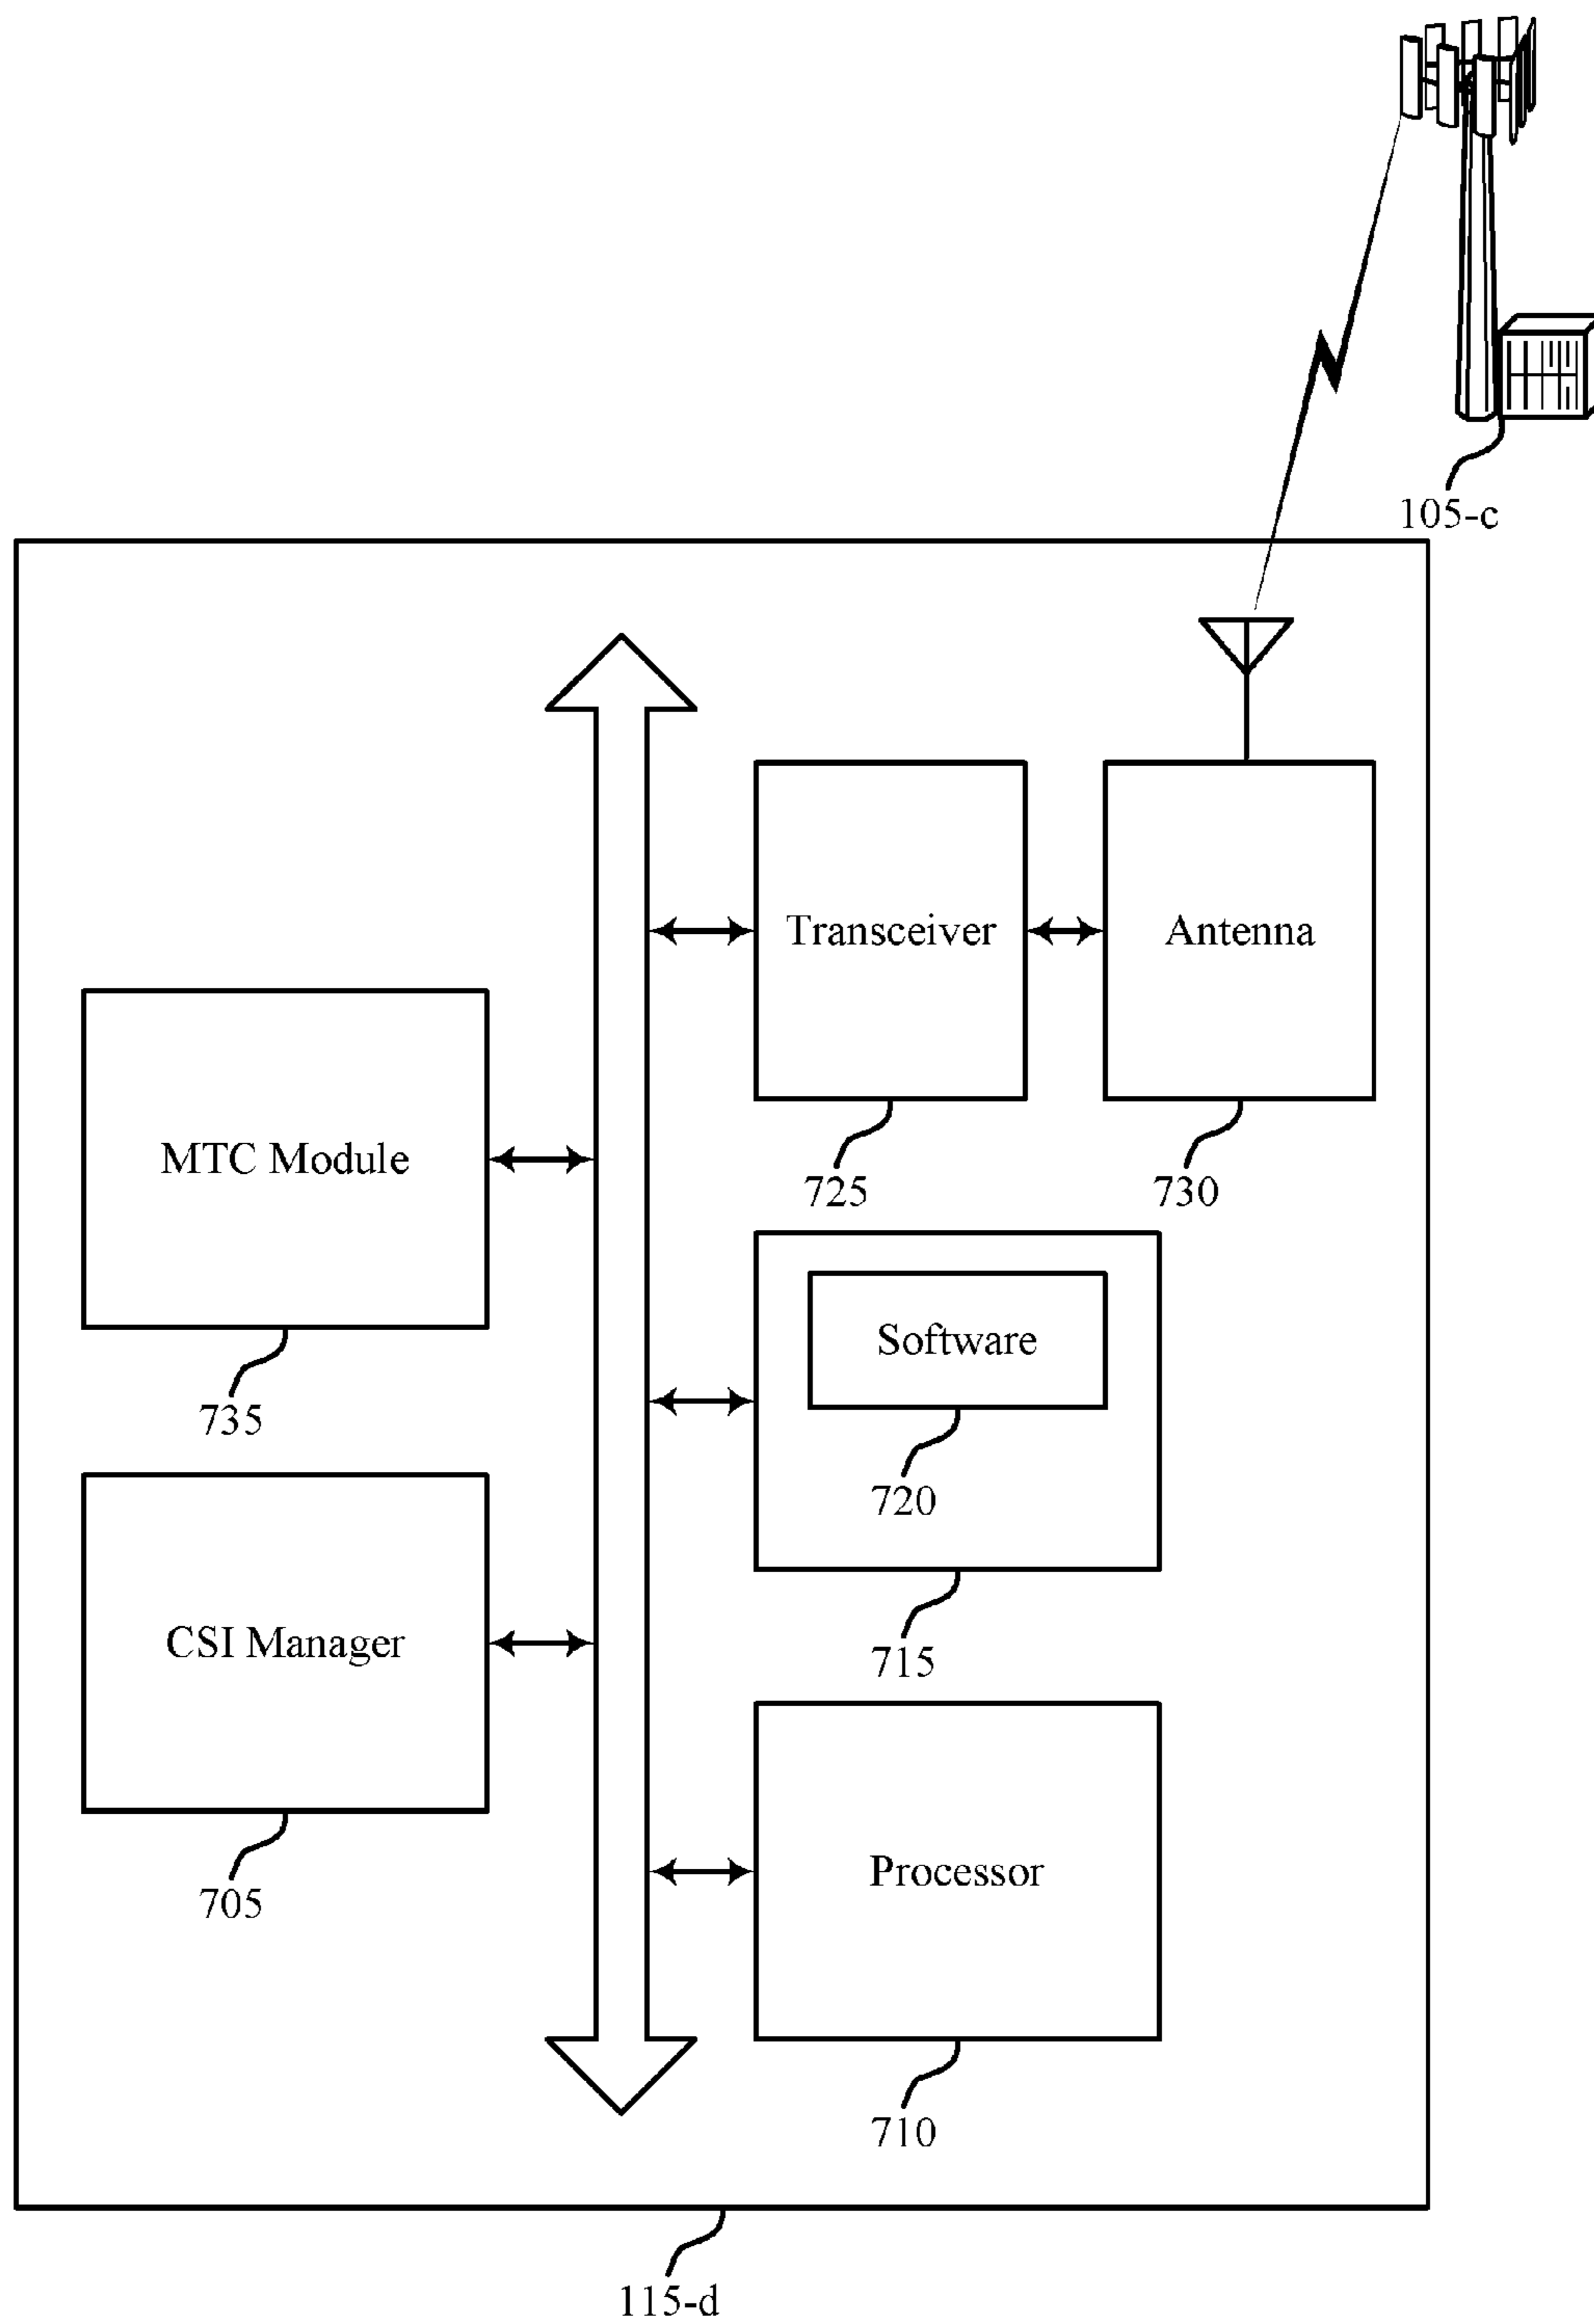 105-c
Transceiver
Antenna
MTC Module
725
730
Software
735
720
CSI Manager
715
Processor
705
710
115-d